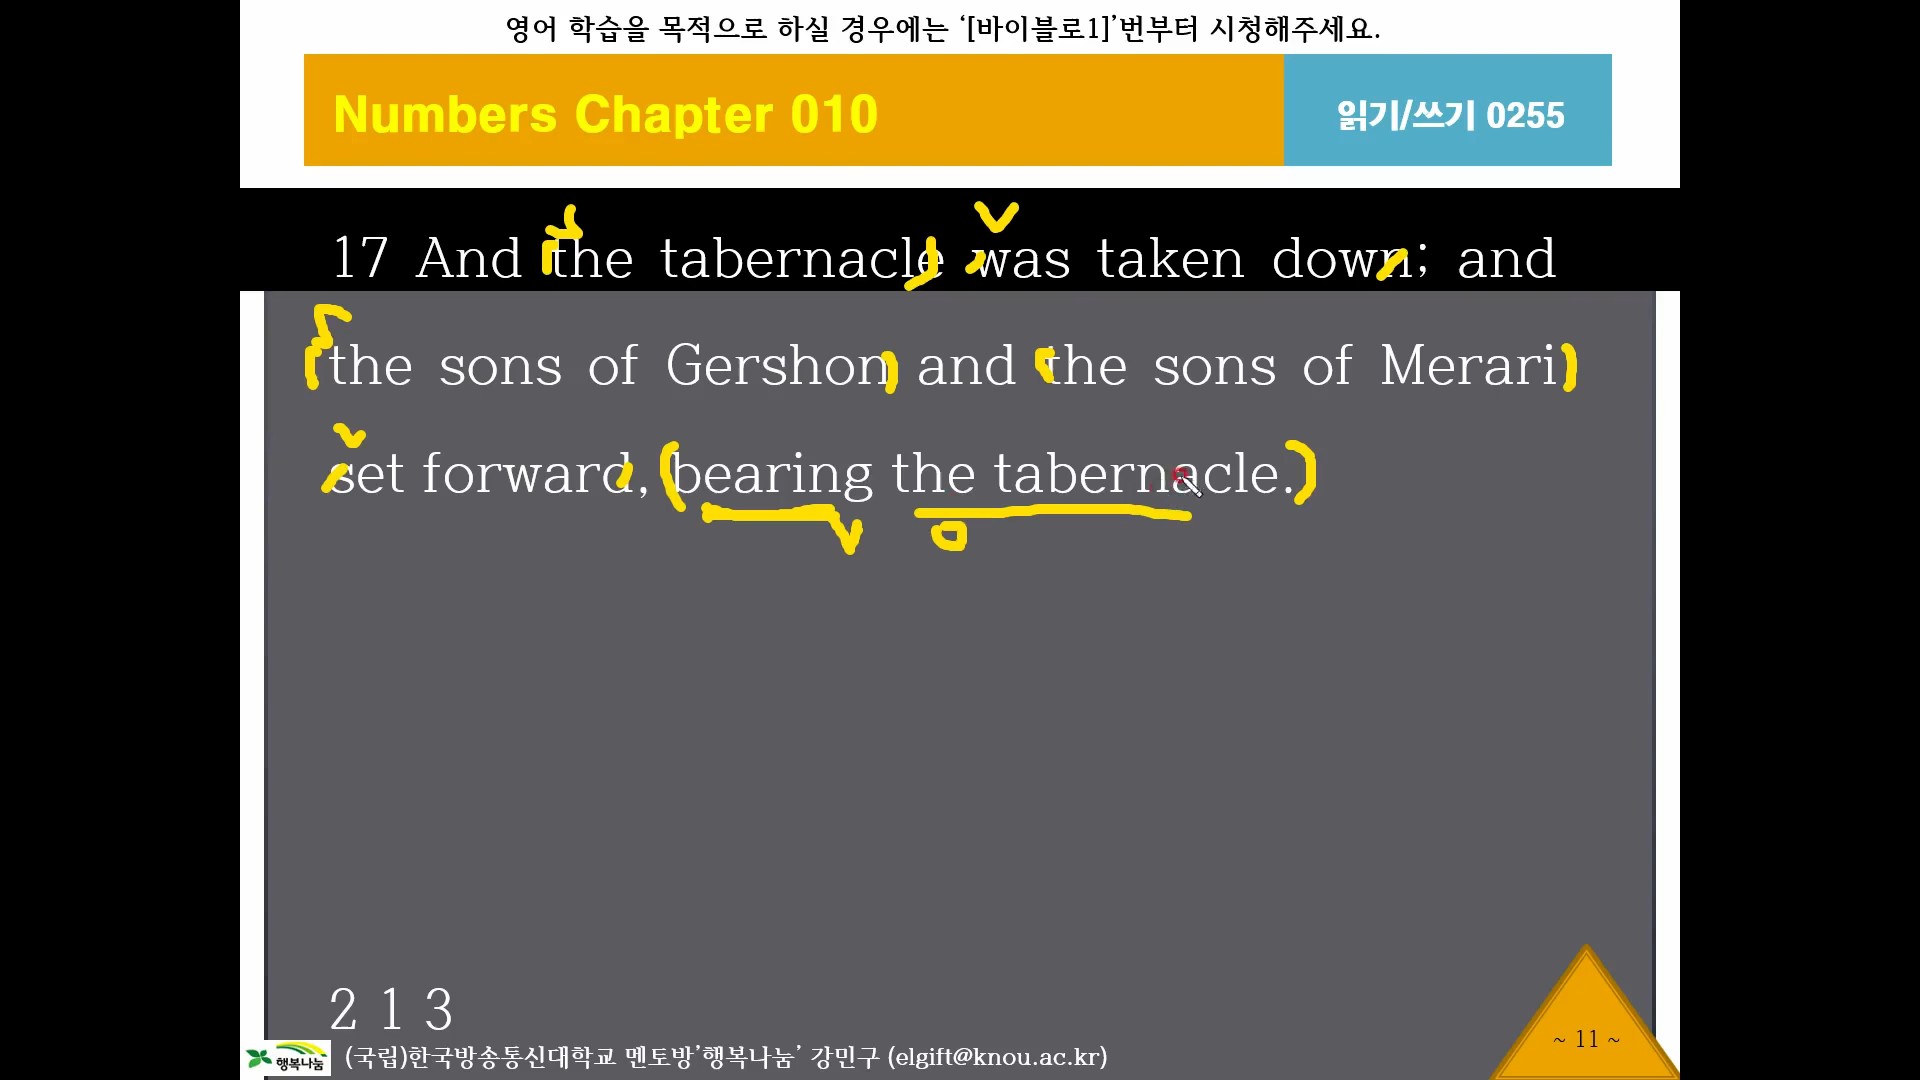 영어 학습을 목적으로 하실 경우에는 ‘[바이블로1]’번부터 시청해주세요.
Numbers Chapter 010
읽기/쓰기 0255
17 And the tabernacle was taken down; and
the sons of Gershon and the sons of Merari
set forward, bearing the tabernacle.
2 1 3
행복나눔
(국립)한국방송통신대학교 멘토방’행복나눔’ 강민구 (elgift@knou.ac.kr)
~ 11 ~